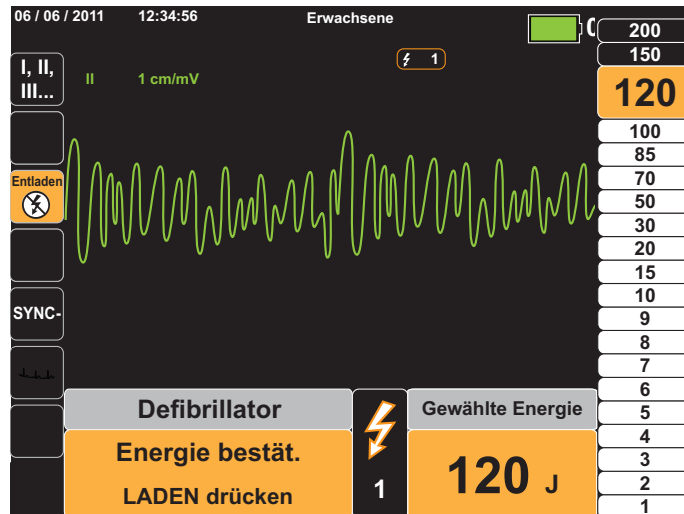 06 / 06 / 2011 12:34:56 Erwachsene
1
I, II,
III...
II 1 cm/mV
Entladen
SYNC-
Defibrillator
Energie bestät.
LADEN drücken
1
Gewählte Energie
120 J
200
150
120
100
85
70
50
30
20
15
10
9
8
7
6
5
4
3
2
1